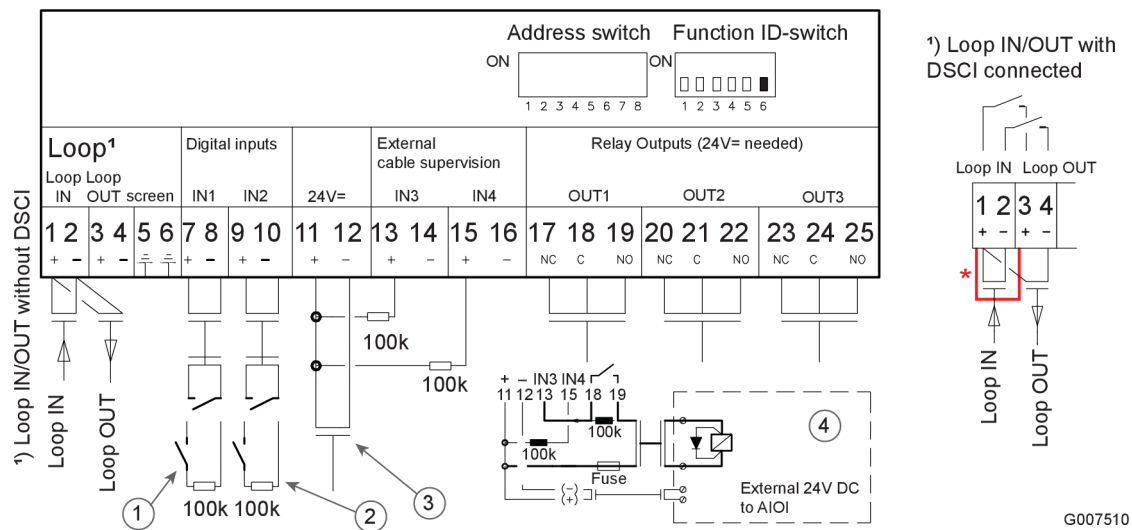 Address switch Function ID-switch
ON ON
1 2 3 4 5 6 7 8 1 2 3 4 5 6
Loop¹ Digital inputs External cable supervision Relay Outputs (24V= needed)
Loop IN Loop OUT screen IN1 IN2 24V= IN3 IN4 OUT1 OUT2 OUT3
1 2 3 4 5 6 7 8 9 10 11 12 13 14 15 16 17 18 19 20 21 22 23 24 25
+ − + − + − + − + − + − + − NC C NO NC C NO NC C NO
¹) Loop IN/OUT without DSCI
Loop IN
Loop OUT
100k
100k
100k 100k
1
2
3
+ − IN3 IN4
11 12 13 15 18 19
100k
100k
Fuse
(−)
(+)
4
External 24V DC
to AIOI
¹) Loop IN/OUT with
DSCI connected
Loop IN Loop OUT
1 2 3 4
+ − + −
*
Loop IN
Loop OUT
G007510